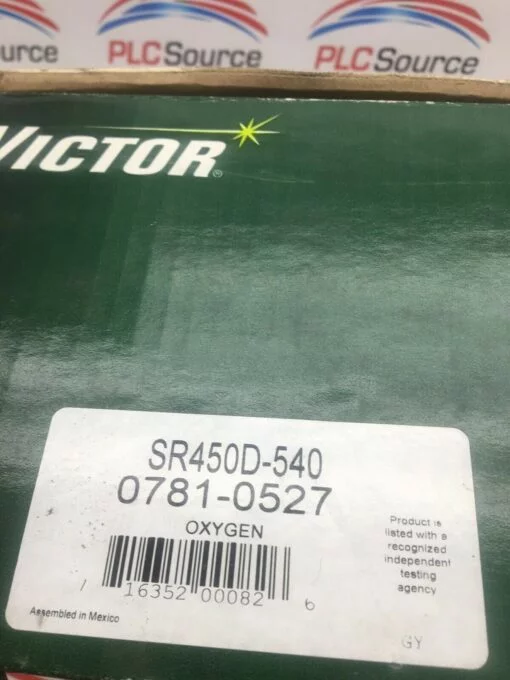 urce
PLCSource
PLCSource
VICTOR®
SR450D-540
0781-0527
OXYGEN
Product is
listed with a
recognized
independent
testing
agency
7 16352 00082 6
Assembled in Mexico
GY